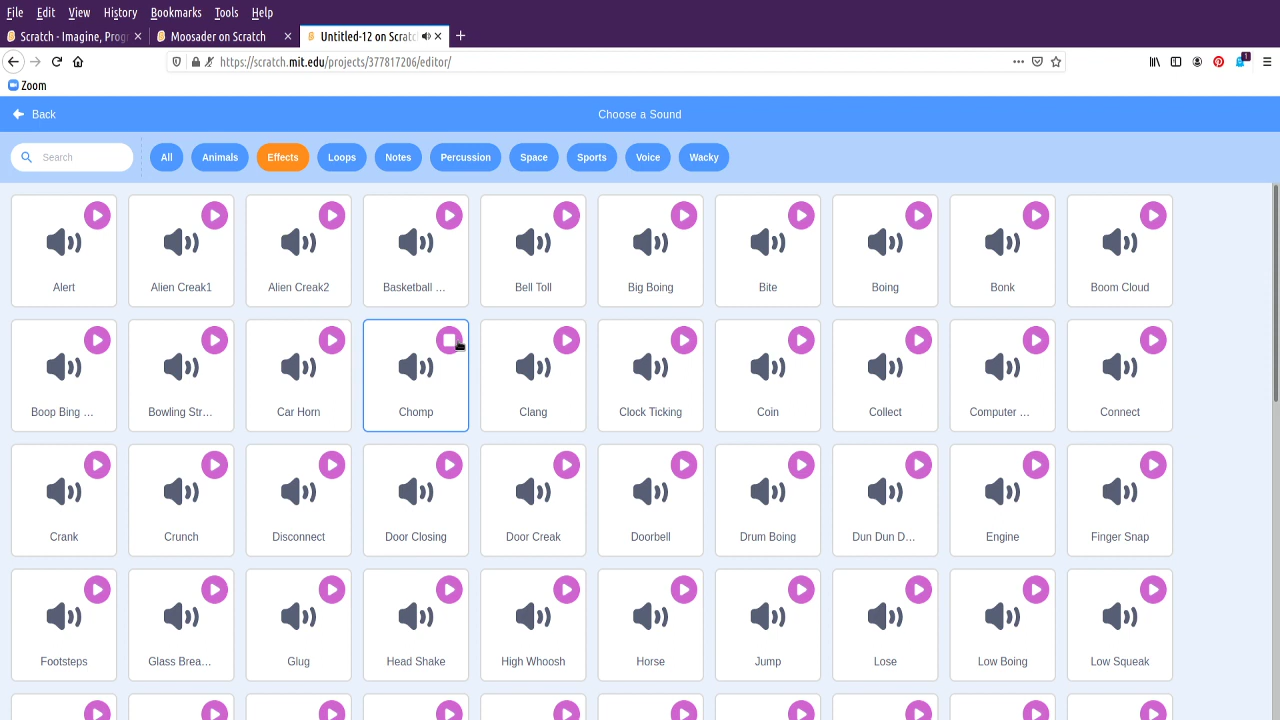 File Edit View History Bookmarks Tools Help
Scratch - Imagine, Prog
Moosader on Scratch
Untitled-12 on Scratc
https://scratch.mit.edu/projects/377817206/editor/
1
Zoom
Back
Choose a Sound
Search
All Animals Effects Loops Notes Percussion Space Sports Voice Wacky
Alert Alien Creak1 Alien Creak2 Basketball ... Bell Toll Big Boing Bite Boing Bonk Boom Cloud
Boop Bing ... Bowling Str... Car Horn Chomp Clang Clock Ticking Coin Collect Computer ... Connect
Crank Crunch Disconnect Door Closing Door Creak Doorbell Drum Boing Dun Dun D... Engine Finger Snap
Footsteps Glass Brea... Glug Head Shake High Whoosh Horse Jump Lose Low Boing Low Squeak